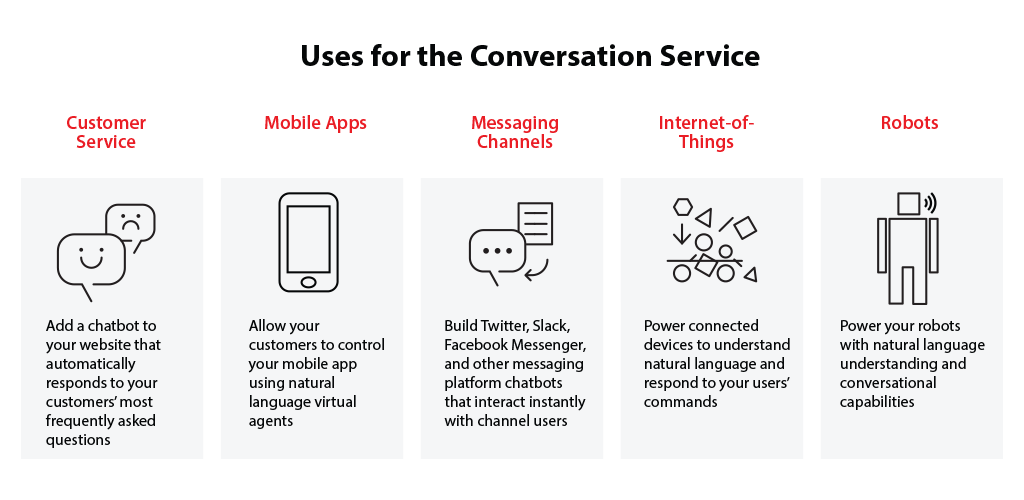 Uses for the Conversation Service
Customer
Service
Add a chatbot to
your website that
automatically
responds to your
customers’ most
frequently asked
questions
Mobile Apps
Allow your
customers to control
your mobile app
using natural
language virtual
agents
Messaging
Channels
Build Twitter, Slack,
Facebook Messenger,
and other messaging
platform chatbots
that interact instantly
with channel users
Internet-of-
Things
Power connected
devices to understand
natural language and
respond to your users’
commands
Robots
Power your robots
with natural language
understanding and
conversational
capabilities